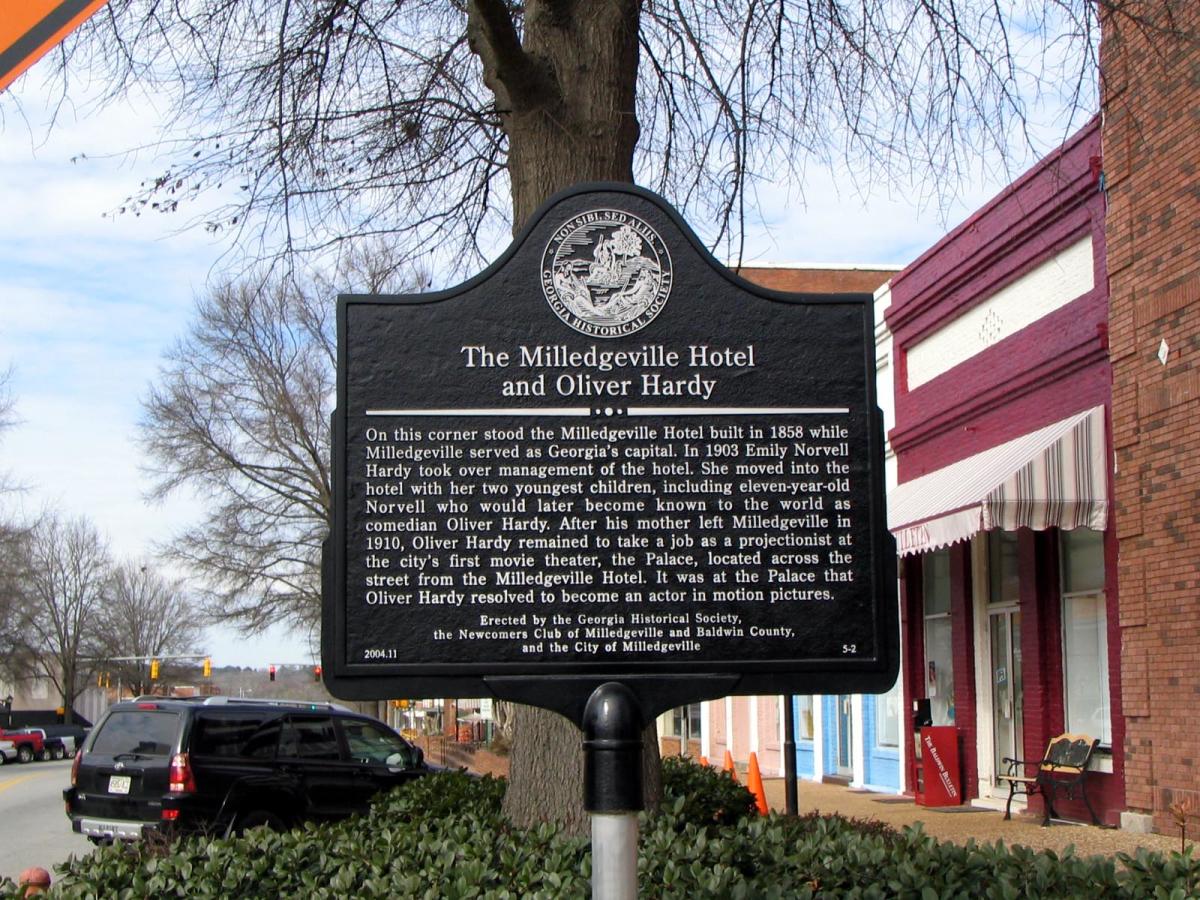 NON SIBI, SED ALIIS.
GEORGIA HISTORICAL SOCIETY
The Milledgeville Hotel
and Oliver Hardy
On this corner stood the Milledgeville Hotel built in 1858 while
Milledgeville served as Georgia's capital. In 1903 Emily Norvell
Hardy took over management of the hotel. She moved into the
hotel with her two youngest children, including eleven-year-old
Norvell who would later become known to the world as
comedian Oliver Hardy. After his mother left Milledgeville in
1910, Oliver Hardy remained to take a job as a projectionist at
the city's first movie theater, the Palace, located across the
street from the Milledgeville Hotel. It was at the Palace that
Oliver Hardy resolved to become an actor in motion pictures.
Erected by the Georgia Historical Society,
the Newcomers Club of Milledgeville and Baldwin County,
and the City of Milledgeville
2004.11
5-2
LLETIN
The Baldwin Bulletin